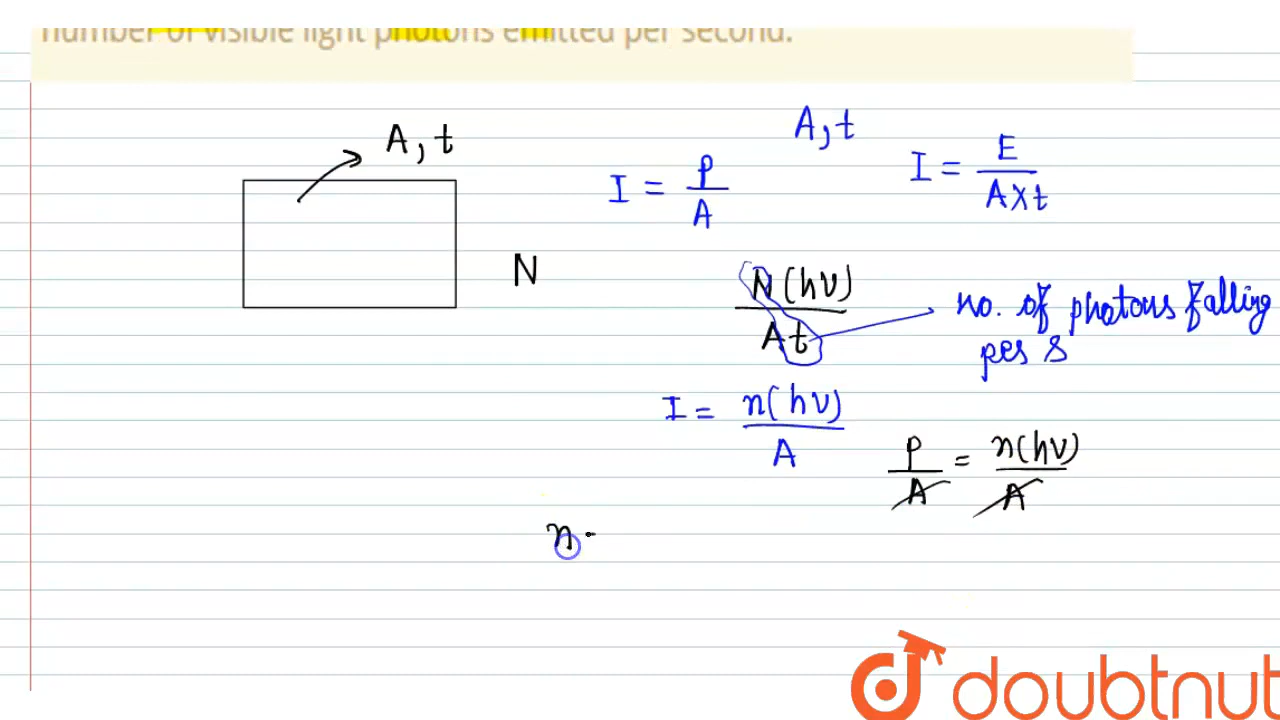 number of visible light photons emitted per second.
A, t
A, t
I = P/A
I = E/(A×t)
N
N(hν)/At
no. of photons falling
per s
I = n(hν)/A
P/A = n(hν)/A
n -
doubtnut